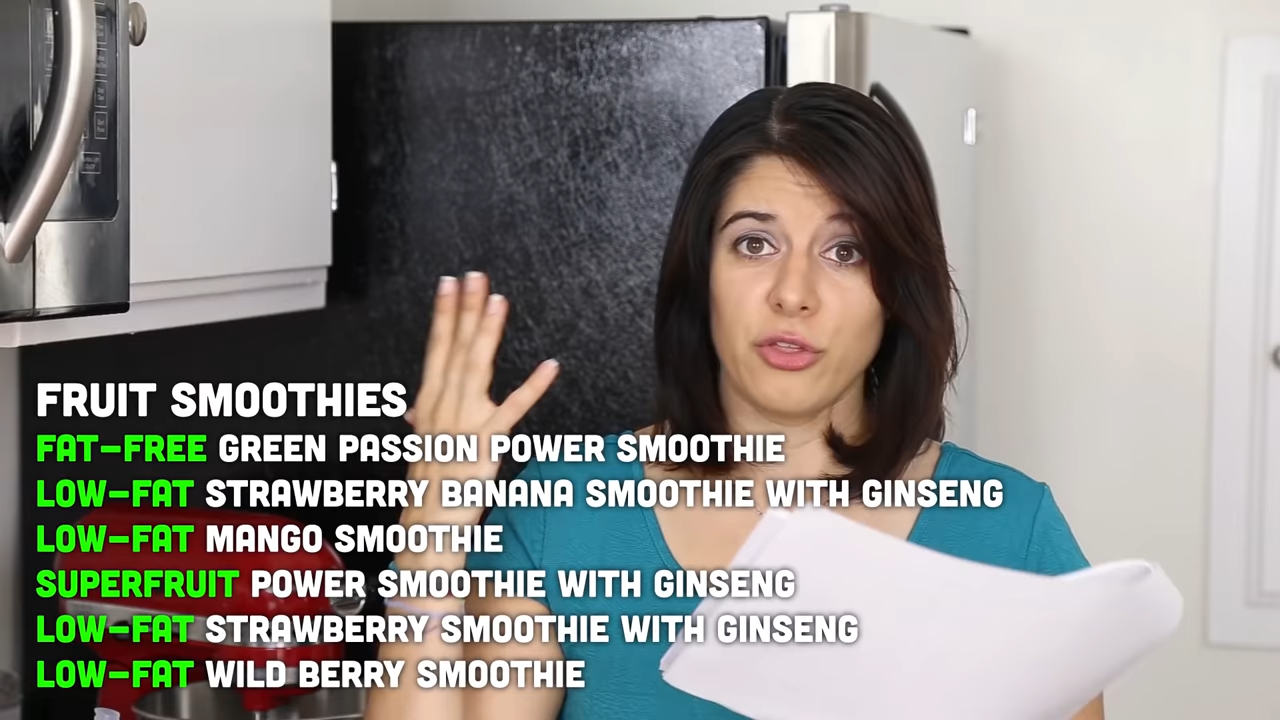 FRUIT SMOOTHIES
FAT-FREE GREEN PASSION POWER SMOOTHIE
LOW-FAT STRAWBERRY BANANA SMOOTHIE WITH GINSENG
LOW-FAT MANGO SMOOTHIE
SUPERFRUIT POWER SMOOTHIE WITH GINSENG
LOW-FAT STRAWBERRY SMOOTHIE WITH GINSENG
LOW-FAT WILD BERRY SMOOTHIE